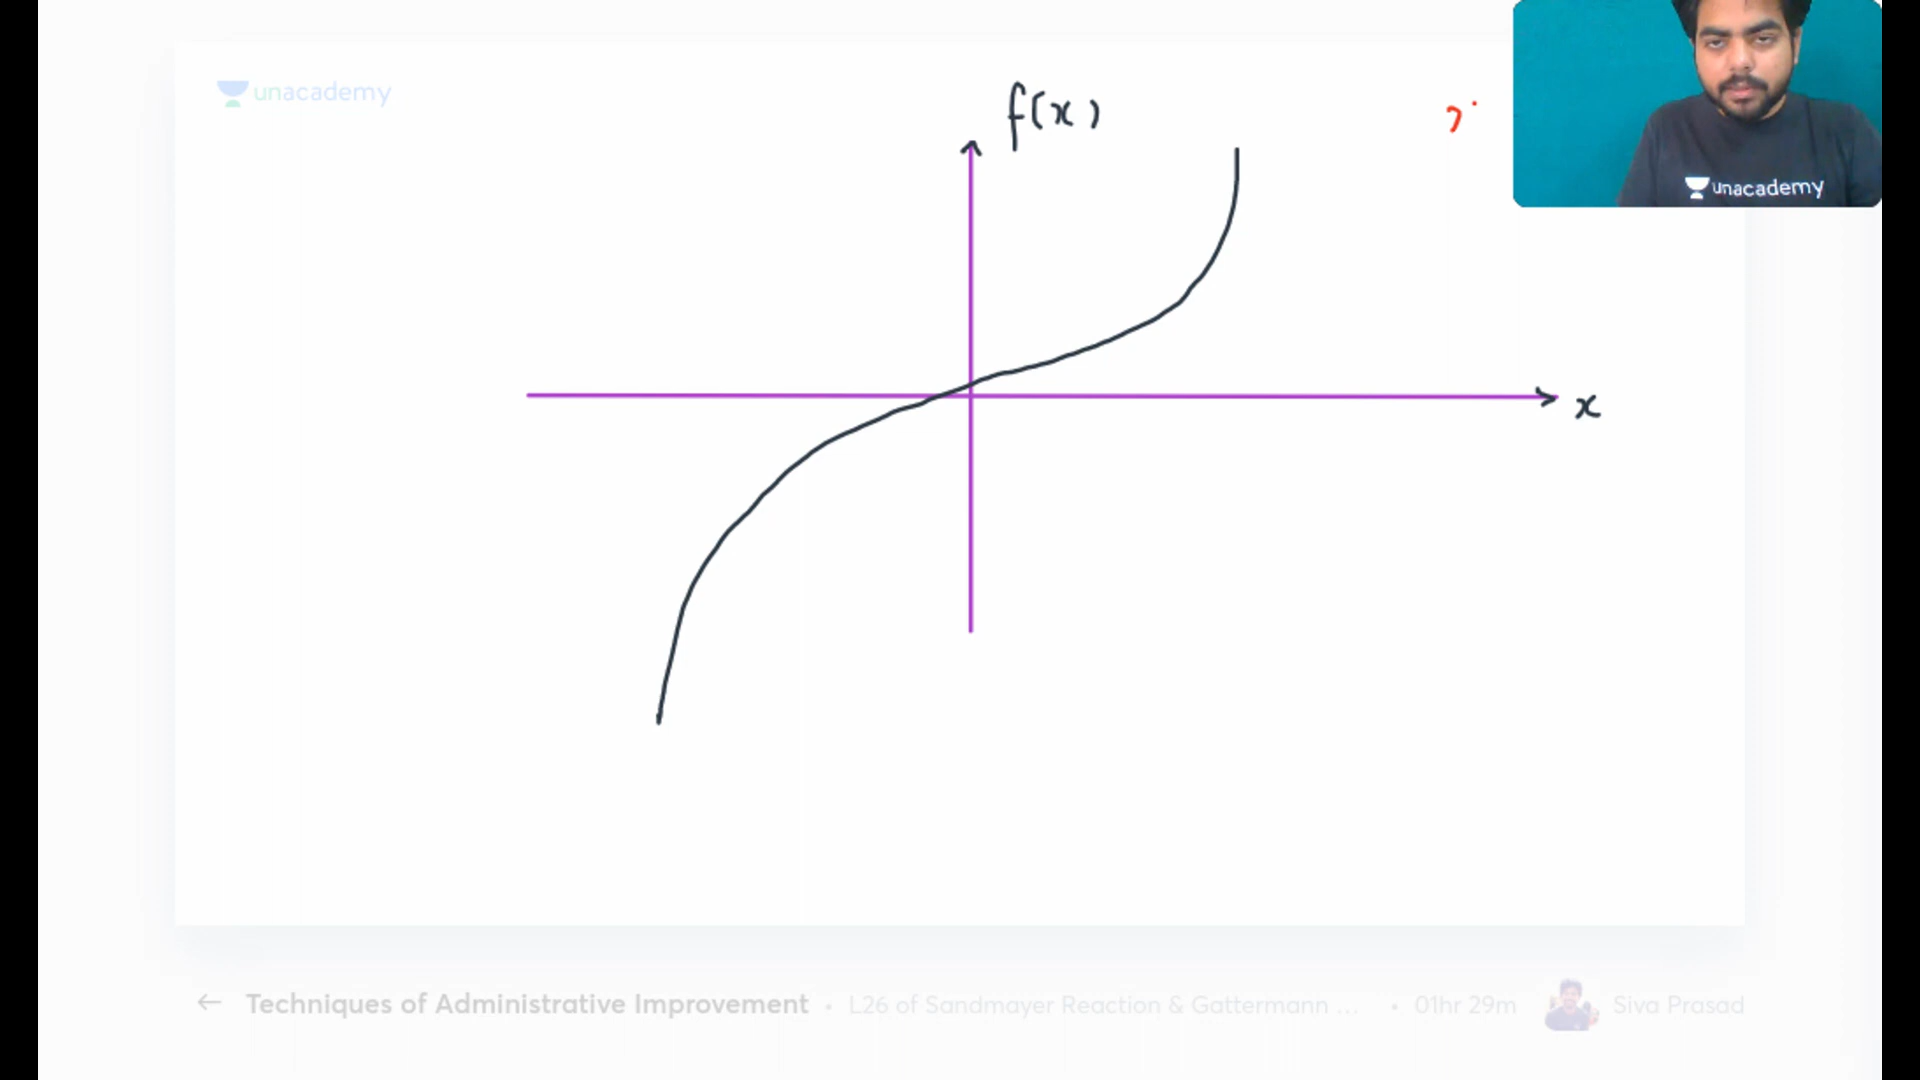 unacademy
f(x)
unacademy
x
Techniques of Administrative Improvement • L26 of Sandmayer Reaction & Gattermann ... • 01hr 29m Siva Prasad